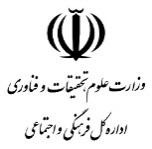 وزارت علوم تحقیقات و فناوری
اداره کل فرهنگی و اجتماعی